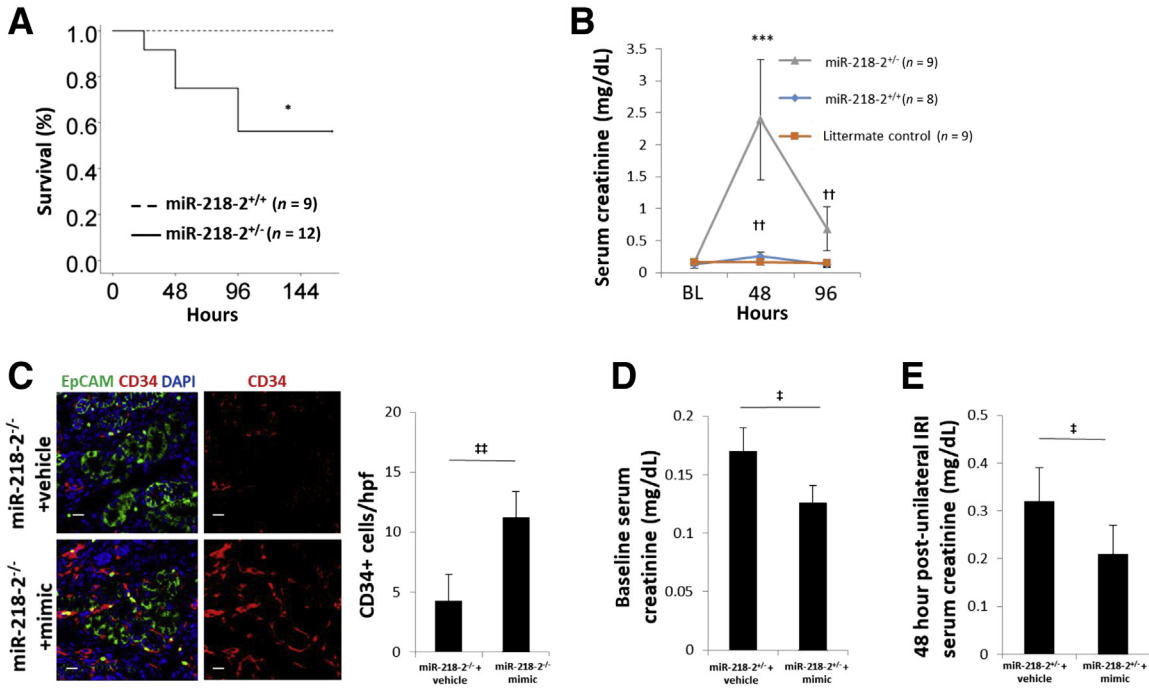 A
Survival (%)
1.0
0.8
0.6
0.4
0.2
0.0
*
miR-218-2+/+ (n = 9)
miR-218-2+/- (n = 12)
0 48 96 144
Hours
B
Serum creatinine (mg/dL)
3.5
3
2.5
2
1.5
1
0.5
0
***
††
††
miR-218-2+/- (n = 9)
miR-218-2+/+ (n = 8)
Littermate control (n = 9)
BL 48 96
Hours
C
EpCAM CD34 DAPI
CD34
miR-218-2-/-
+vehicle
miR-218-2-/-
+mimic
CD34+ cells/hpf
20
15
10
5
0
‡‡
miR-218-2-/-+
vehicle
miR-218-2-/-
mimic
D
Baseline serum
creatinine (mg/dL)
0.2
0.15
0.1
0.05
0
‡
miR-218-2+/-+
vehicle
miR-218-2+/-+
mimic
E
48 hour post-unilateral IRI
serum creatinine (mg/dL)
0.5
0.4
0.3
0.2
0.1
0
‡
miR-218-2+/-+
vehicle
miR-218-2+/-+
mimic